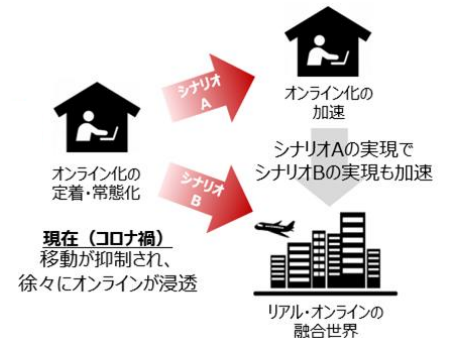 シナリオ
A
オンライン化の
加速
シナリオAの実現で
シナリオBの実現も加速
オンライン化の
定着・常態化
シナリオ
B
現在（コロナ禍）
移動が抑制され、
徐々にオンラインが浸透
リアル・オンラインの
融合世界